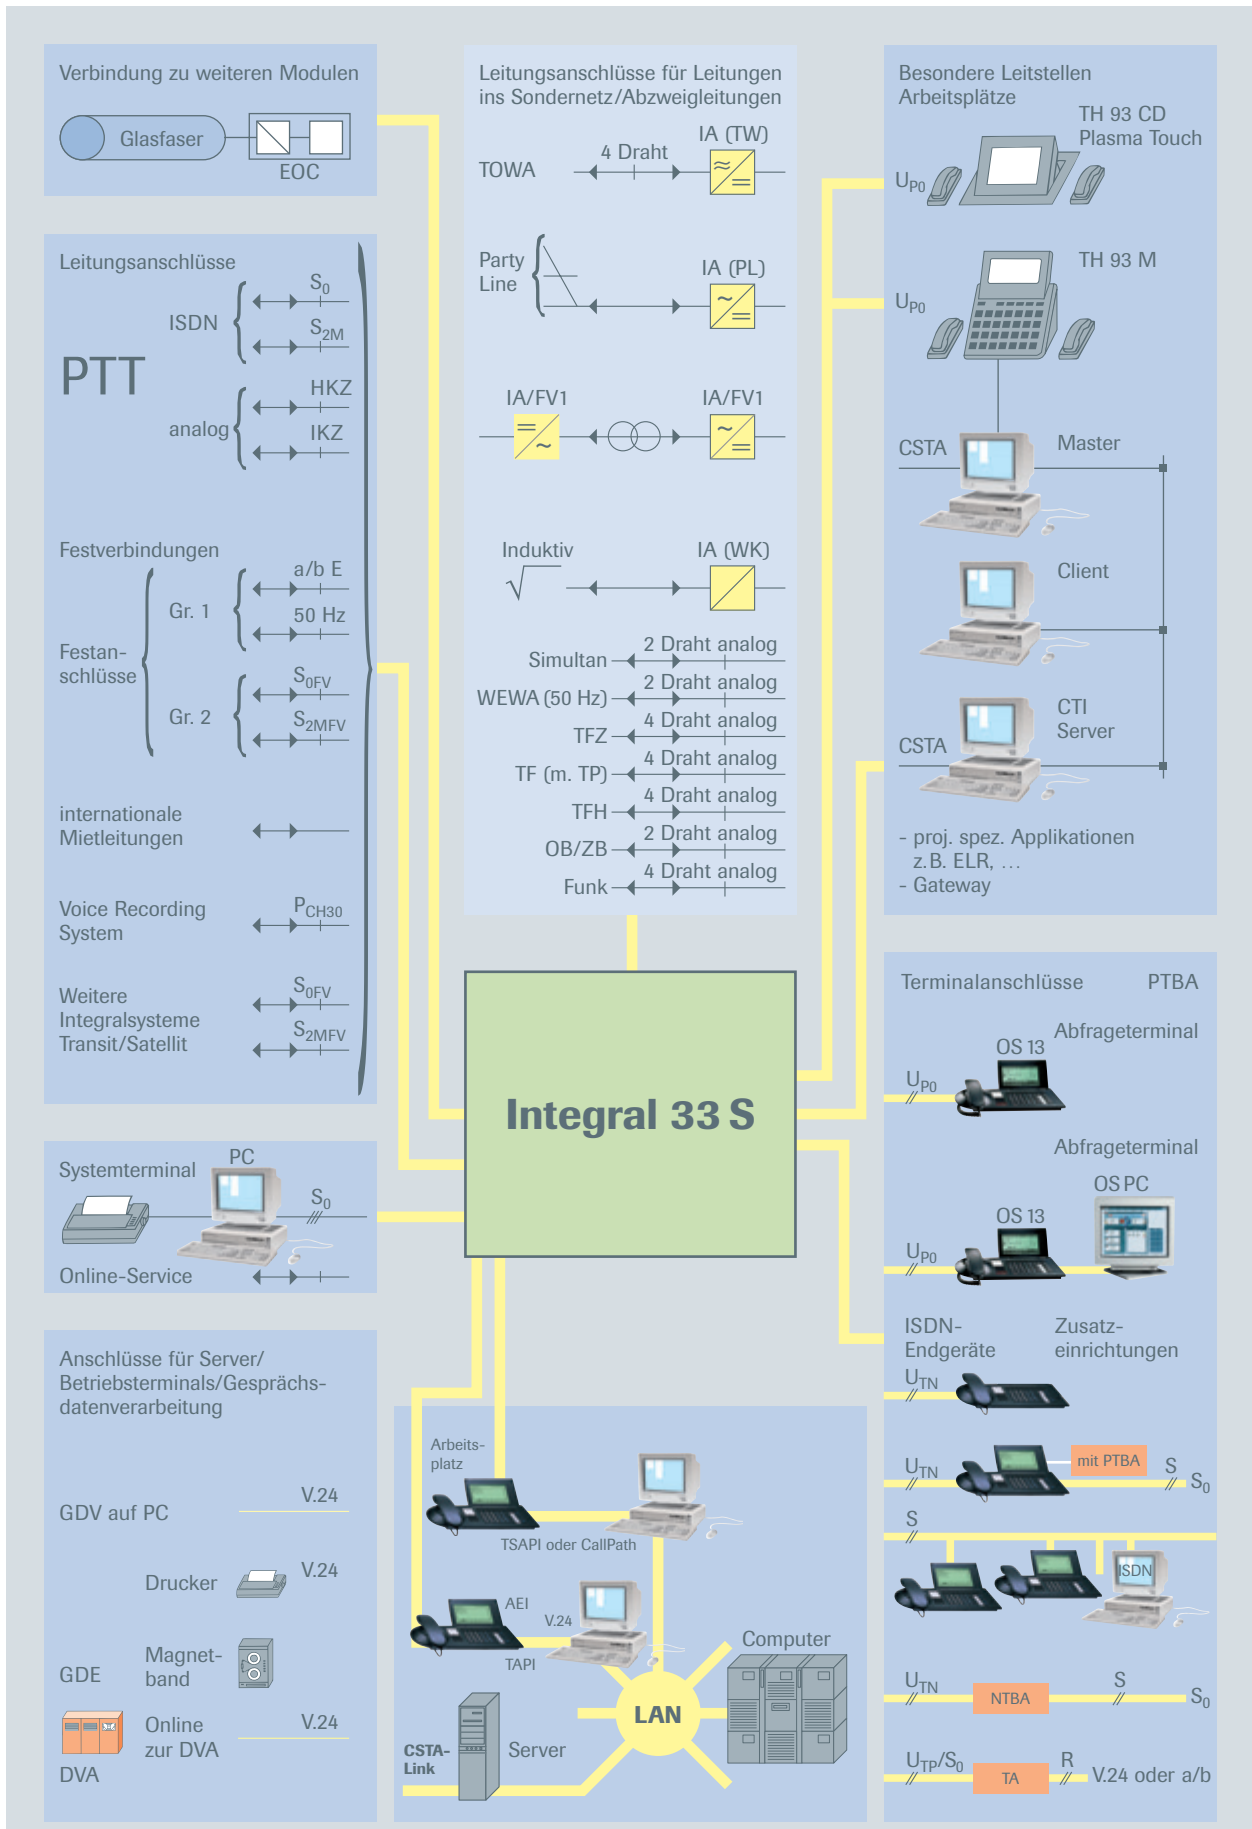 Verbindung zu weiteren Modulen
Glasfaser
EOC
Leitungsanschlüsse
PTT
ISDN
S0
S2M
analog
HKZ
IKZ
Festverbindungen
Festan-
schlüsse
Gr. 1
a/b E
50 Hz
Gr. 2
S0FV
S2MFV
internationale
Mietleitungen
Voice Recording
System
PCH30
Weitere
Integralsysteme
Transit/Satellit
S0FV
S2MFV
Systemterminal
PC
S0
Online-Service
Anschlüsse für Server/
Betriebsterminals/Gesprächs-
datenverarbeitung
GDV auf PC
V.24
Drucker
V.24
GDE
Magnet-
band
DVA
Online
zur DVA
V.24
Leitungsanschlüsse für Leitungen
ins Sondernetz/Abzweigleitungen
TOWA
4 Draht
IA (TW)
Party
Line
IA (PL)
IA/FV1
IA/FV1
Induktiv
IA (WK)
Simultan
2 Draht analog
WEWA (50 Hz)
2 Draht analog
TFZ
4 Draht analog
TF (m. TP)
4 Draht analog
TFH
4 Draht analog
OB/ZB
2 Draht analog
Funk
4 Draht analog
Integral 33 S
Arbeits-
platz
TSAPI oder CallPath
AEI
V.24
TAPI
LAN
Computer
CSTA-
Link
Server
Besondere Leitstellen
Arbeitsplätze
TH 93 CD
Plasma Touch
UP0
TH 93 M
UP0
CSTA
Master
Client
CTI
Server
CSTA
- proj. spez. Applikationen
z.B. ELR, ...
- Gateway
Terminalanschlüsse PTBA
Abfrageterminal
OS 13
UP0
Abfrageterminal
OS PC
OS 13
UP0
ISDN-
Endgeräte
Zusatz-
einrichtungen
UTN
UTN
mit PTBA
S
S0
S
ISDN
UTN
NTBA
S
S0
UTP/S0
TA
R
V.24 oder a/b